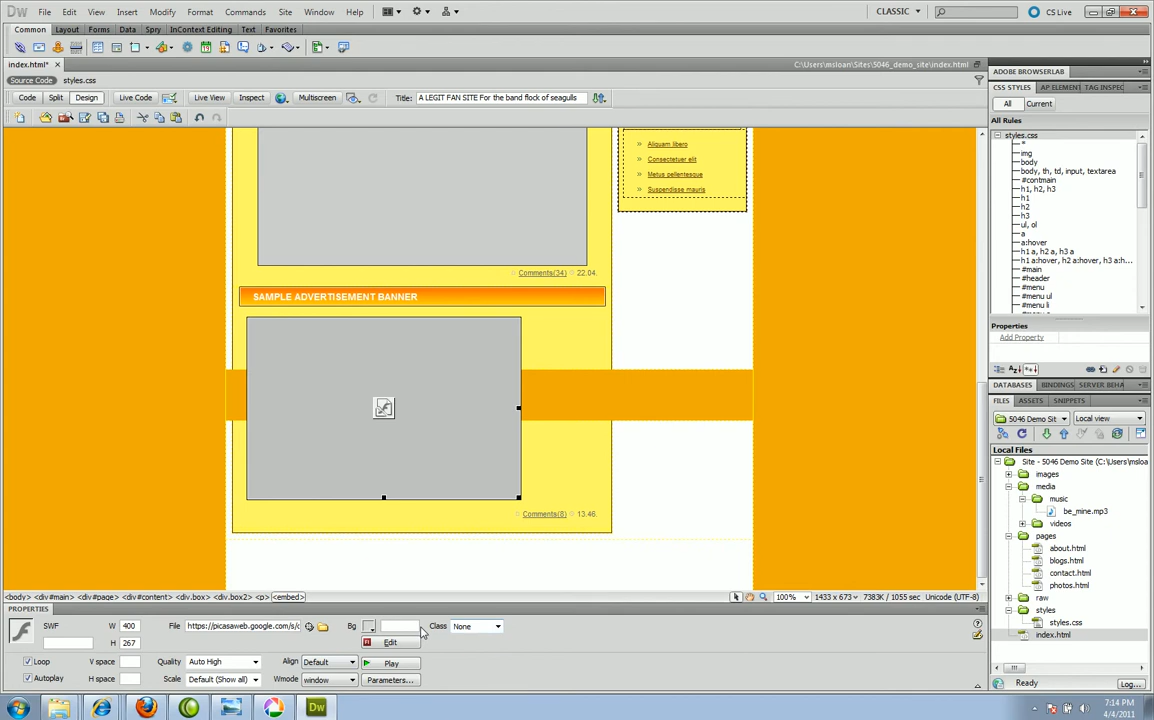 Dw File Edit View Insert Modify Format Commands Site Window Help CLASSIC CS Live
Common Layout Forms Data Spry InContext Editing Text Favorites
index.html* C:\Users\msloan\Sites\5046_demo_site\index.html
Source Code styles.css
Code Split Design Live Code Live View Inspect Multiscreen Title: A LEGIT FAN SITE For the band flock of seagulls
» Aliquam libero
» Consectetuer elit
» Metus pellentesque
» Suspendisse mauris
Comments(34) 22.04.
SAMPLE ADVERTISEMENT BANNER
Comments(8) 13.46.
<body> <div#main> <div#page> <div#content> <div.box> <div.box2> <p> <embed> 100% 1433 x 673 7383K / 1055 sec Unicode (UTF-8)
PROPERTIES
SWF W 400 File https://picasaweb.google.com/s/c Bg Class None
H 267 Edit
Loop V space Quality Auto High Align Default Play
Autoplay H space Scale Default (Show all) Wmode window Parameters...
ADOBE BROWSERLAB
CSS STYLES AP ELEMENT TAG INSPEC
All Current
All Rules
styles.css
*
img
body
body, th, td, input, textarea
#contmain
h1, h2, h3
h1
h2
h3
ul, ol
a
a:hover
h1 a, h2 a, h3 a
h1 a:hover, h2 a:hover, h3 a:h...
#main
#header
#menu
#menu ul
#menu li
Properties
Add Property
DATABASES BINDINGS SERVER BEHA
FILES ASSETS SNIPPETS
5046 Demo Sit Local view
Local Files
Site - 5046 Demo Site (C:\Users\msloa
images
media
music
be_mine.mp3
videos
pages
about.html
blogs.html
contact.html
photos.html
raw
styles
styles.css
index.html
Ready Log...
Dw 7:14 PM
4/4/2011